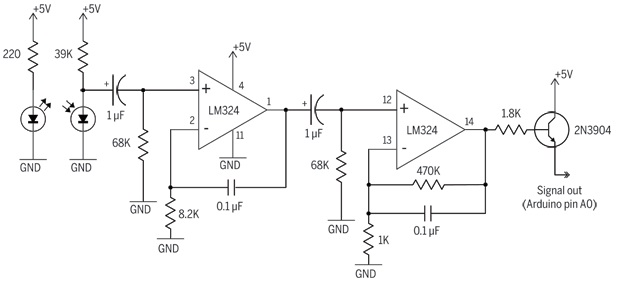 +5V
+5V
220
39K
GND
GND
+
1 µF
68K
GND
+5V
3
+
4
LM324
1
2
-
11
GND
8.2K
GND
0.1 µF
+
1 µF
68K
GND
12
+
LM324
14
13
-
470K
0.1 µF
1K
GND
1.8K
+5V
2N3904
Signal out
(Arduino pin A0)